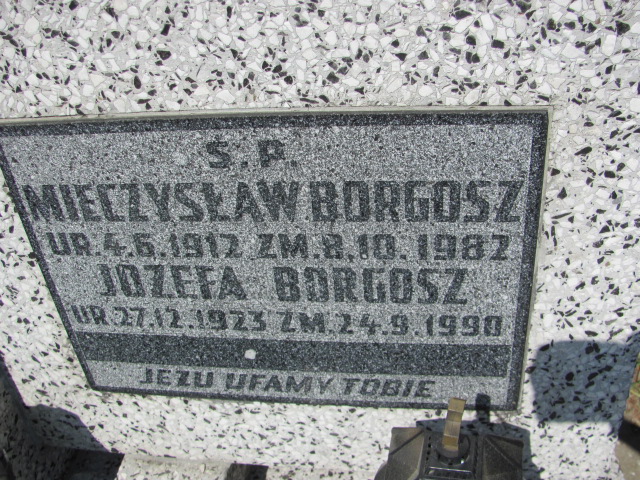 Ś.P.
MIECZYSŁAW BORGOSZ
UR. 4.6.1912 ZM. 8.10.1982
JÓZEFA BORGOSZ
UR. 27.12.1923 ZM. 24.9.1990
JEZU UFAMY TOBIE